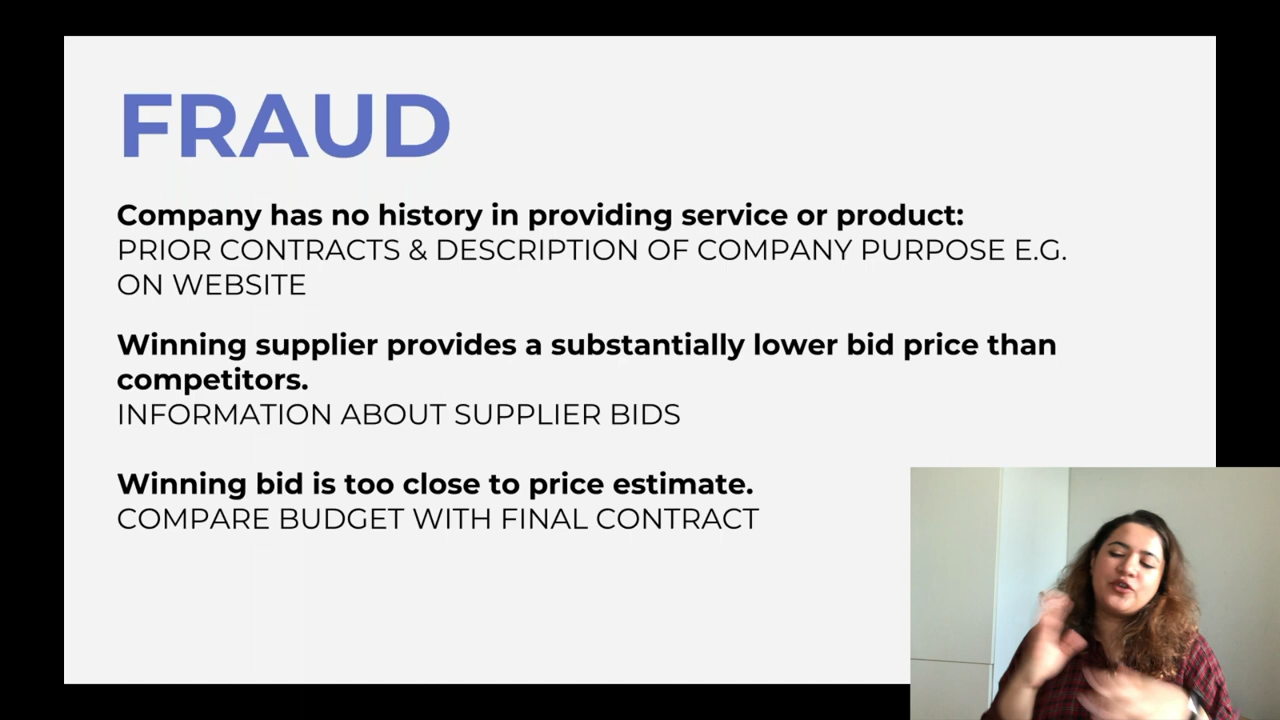 FRAUD
Company has no history in providing service or product:
PRIOR CONTRACTS & DESCRIPTION OF COMPANY PURPOSE E.G.
ON WEBSITE
Winning supplier provides a substantially lower bid price than
competitors.
INFORMATION ABOUT SUPPLIER BIDS
Winning bid is too close to price estimate.
COMPARE BUDGET WITH FINAL CONTRACT